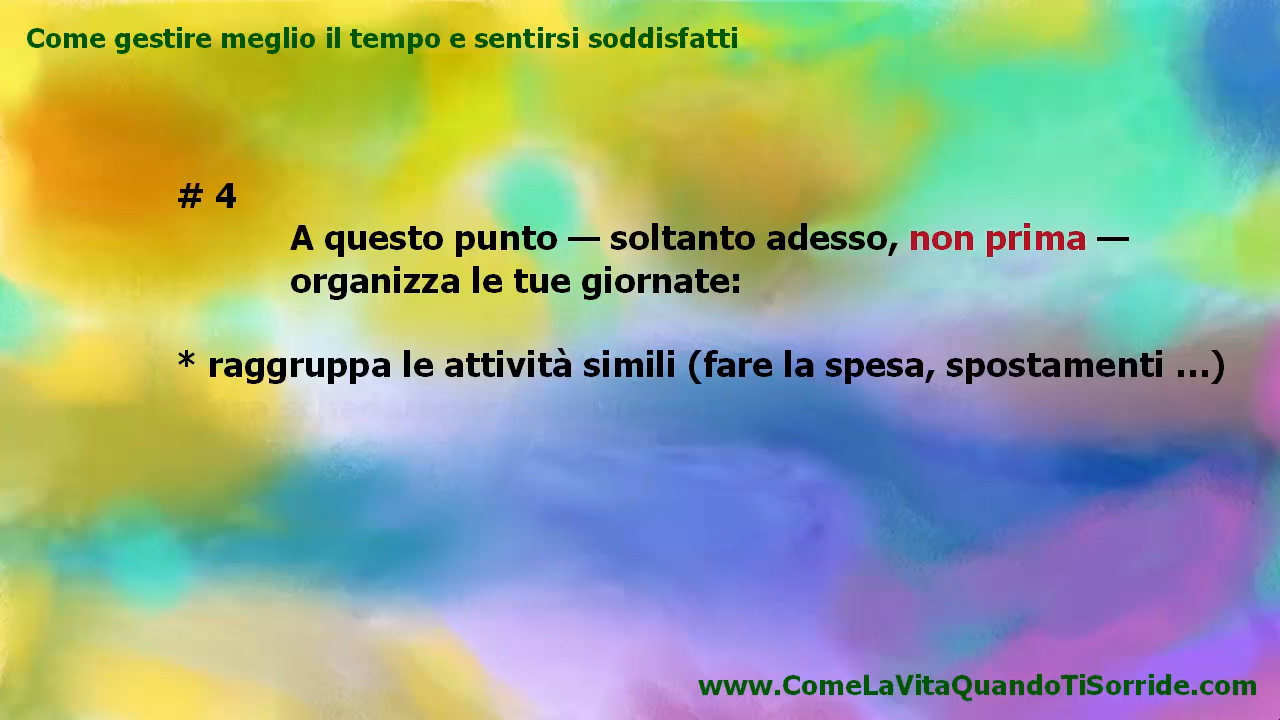 Come gestire meglio il tempo e sentirsi soddisfatti
# 4
A questo punto — soltanto adesso, non prima —
organizza le tue giornate:
* raggruppa le attività simili (fare la spesa, spostamenti ...)
www.ComeLaVitaQuandoTiSorride.com